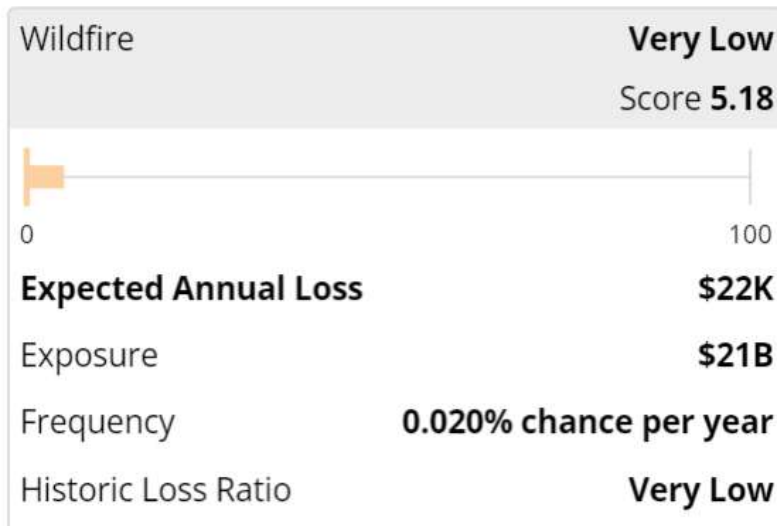 Wildfire Very Low
Score 5.18
0 100
Expected Annual Loss $22K
Exposure $21B
Frequency 0.020% chance per year
Historic Loss Ratio Very Low